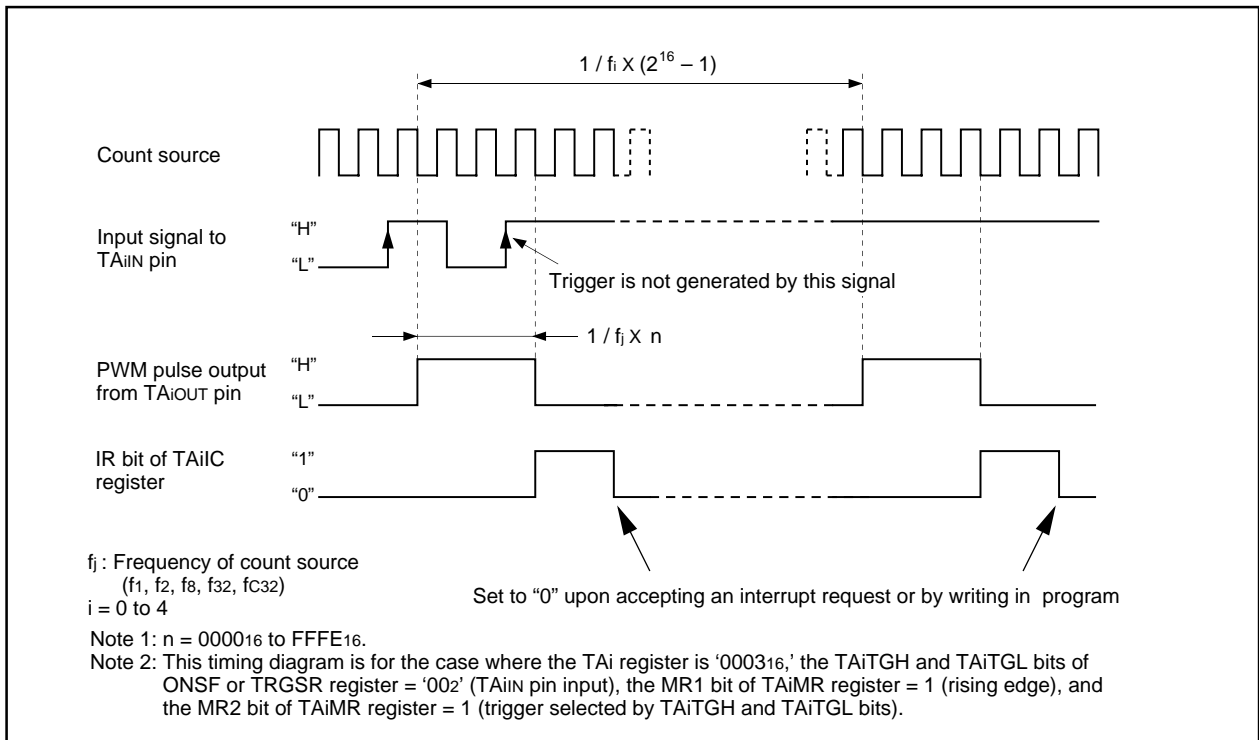 1 / fi X (2^16 – 1)
Count source
Input signal to
TAiIN pin
“H”
“L”
Trigger is not generated by this signal
1 / fj X n
PWM pulse output
from TAiOUT pin
“H”
“L”
IR bit of TAiIC
register
“1”
“0”
fj : Frequency of count source
(f1, f2, f8, f32, fC32)
i = 0 to 4
Set to “0” upon accepting an interrupt request or by writing in program
Note 1: n = 000016 to FFFE16.
Note 2: This timing diagram is for the case where the TAi register is ‘000316,’ the TAiTGH and TAiTGL bits of
ONSF or TRGSR register = ‘002’ (TAiIN pin input), the MR1 bit of TAiMR register = 1 (rising edge), and
the MR2 bit of TAiMR register = 1 (trigger selected by TAiTGH and TAiTGL bits).